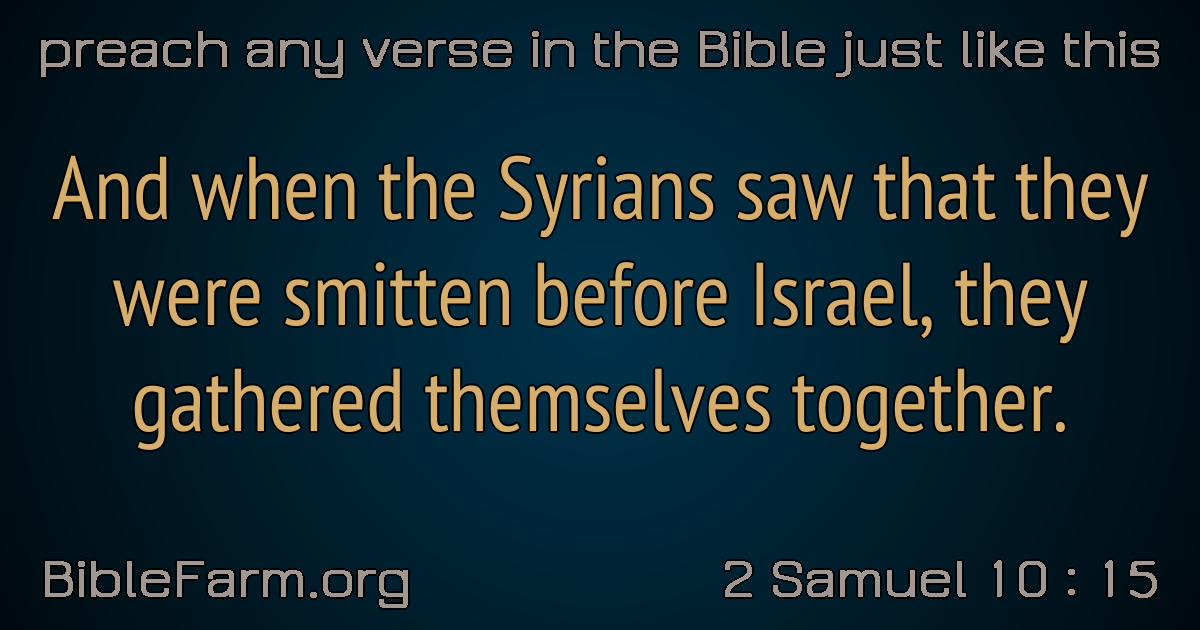 preach any verse in the Bible just like this
And when the Syrians saw that they
were smitten before Israel, they
gathered themselves together.
BibleFarm.org
2 Samuel 10 : 15